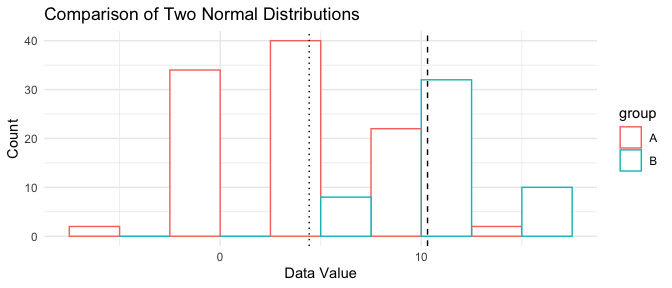 Comparison of Two Normal Distributions
40
30
20
10
0
Count
0
10
Data Value
group
A
B